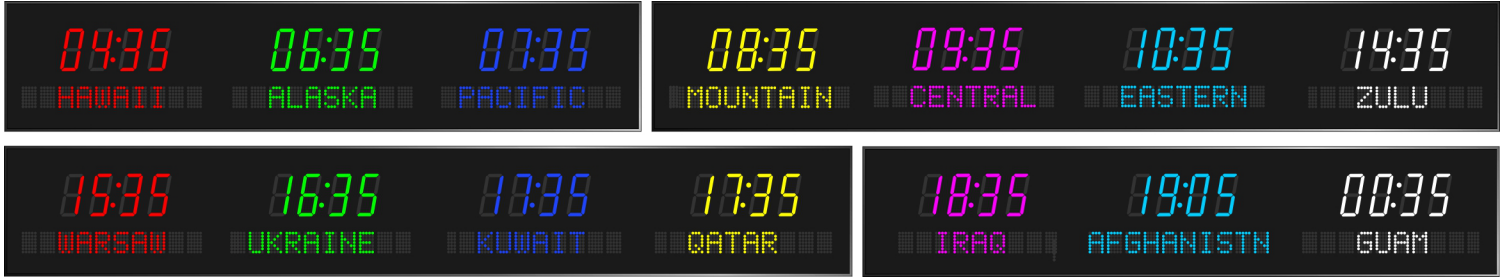 04:35 06:35 07:35
HAWAII ALASKA PACIFIC
08:35 09:35 10:35 14:35
MOUNTAIN CENTRAL EASTERN ZULU
15:35 16:35 17:35 17:35
WARSAW UKRAINE KUWAIT QATAR
18:35 19:05 00:35
IRAQ AFGHANISTN GUAM